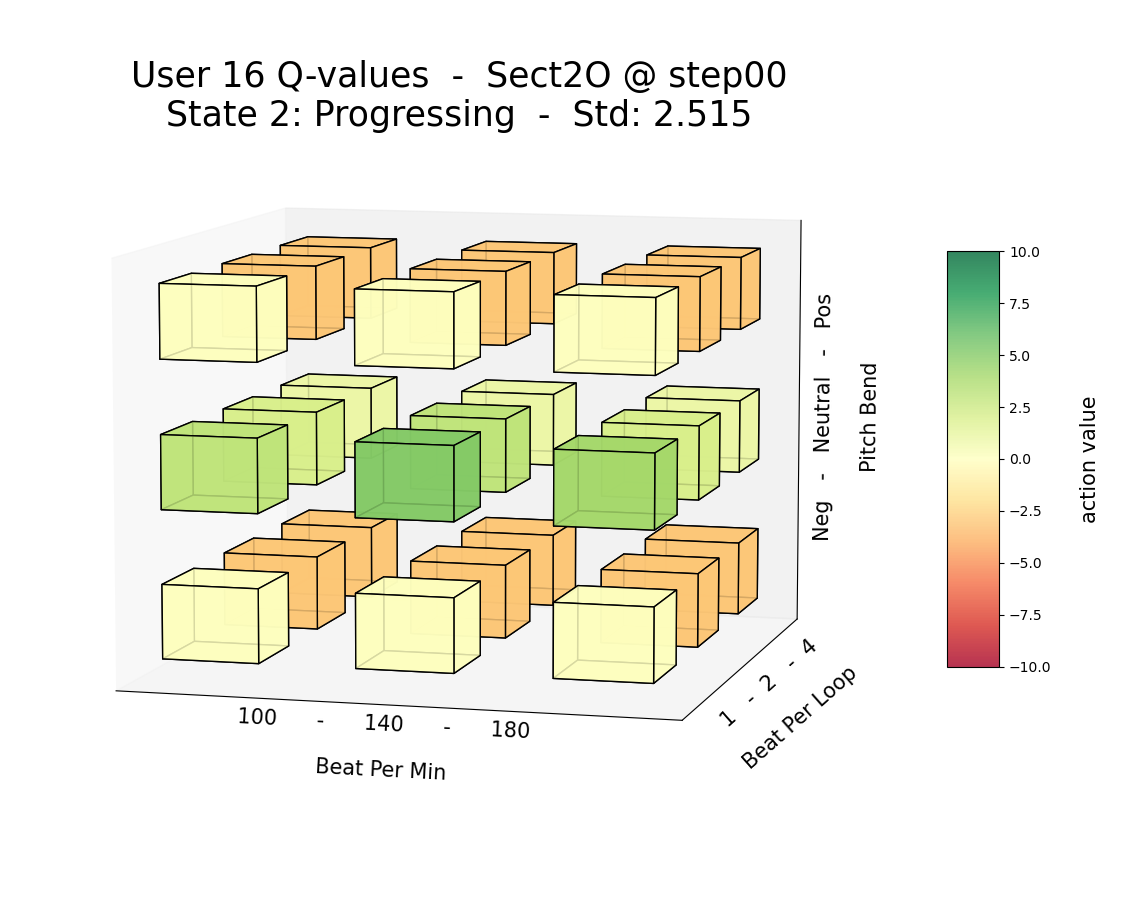 User 16 Q-values  -  Sect2O @ step00
State 2: Progressing  -  Std: 2.515
Neg  -  Neutral  -  Pos
Pitch Bend
100  -  140  -  180
Beat Per Min
1  -  2  -  4
Beat Per Loop
10.0
7.5
5.0
2.5
0.0
−2.5
−5.0
−7.5
−10.0
action value